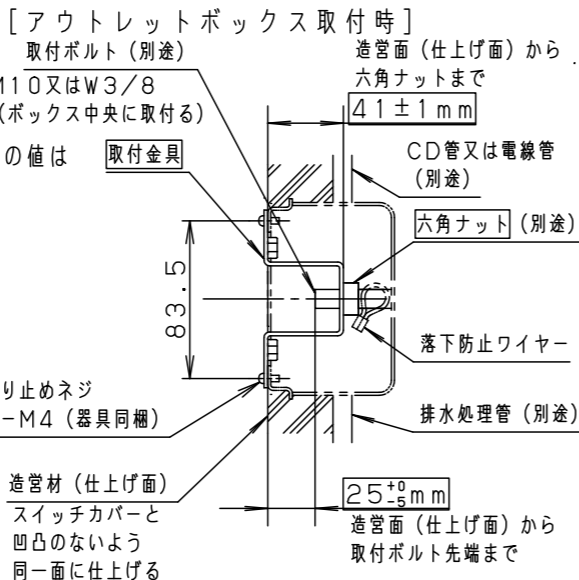 [アウトレットボックス取付時]
取付ボルト(別途)
M10又はW3/8
(ボックス中央に取付る)
の値は
取付金具
造営面(仕上げ面)から
六角ナットまで
41±1mm
CD管又は電線管
(別途)
六角ナット(別途)
83.5
落下防止ワイヤー
り止めネジ
-M4(器具同梱)
排水処理管(別途)
造営材(仕上げ面)
スイッチカバーと
凹凸のないよう
同一面に仕上げる
25+0-5mm
造営面(仕上げ面)から
取付ボルト先端まで